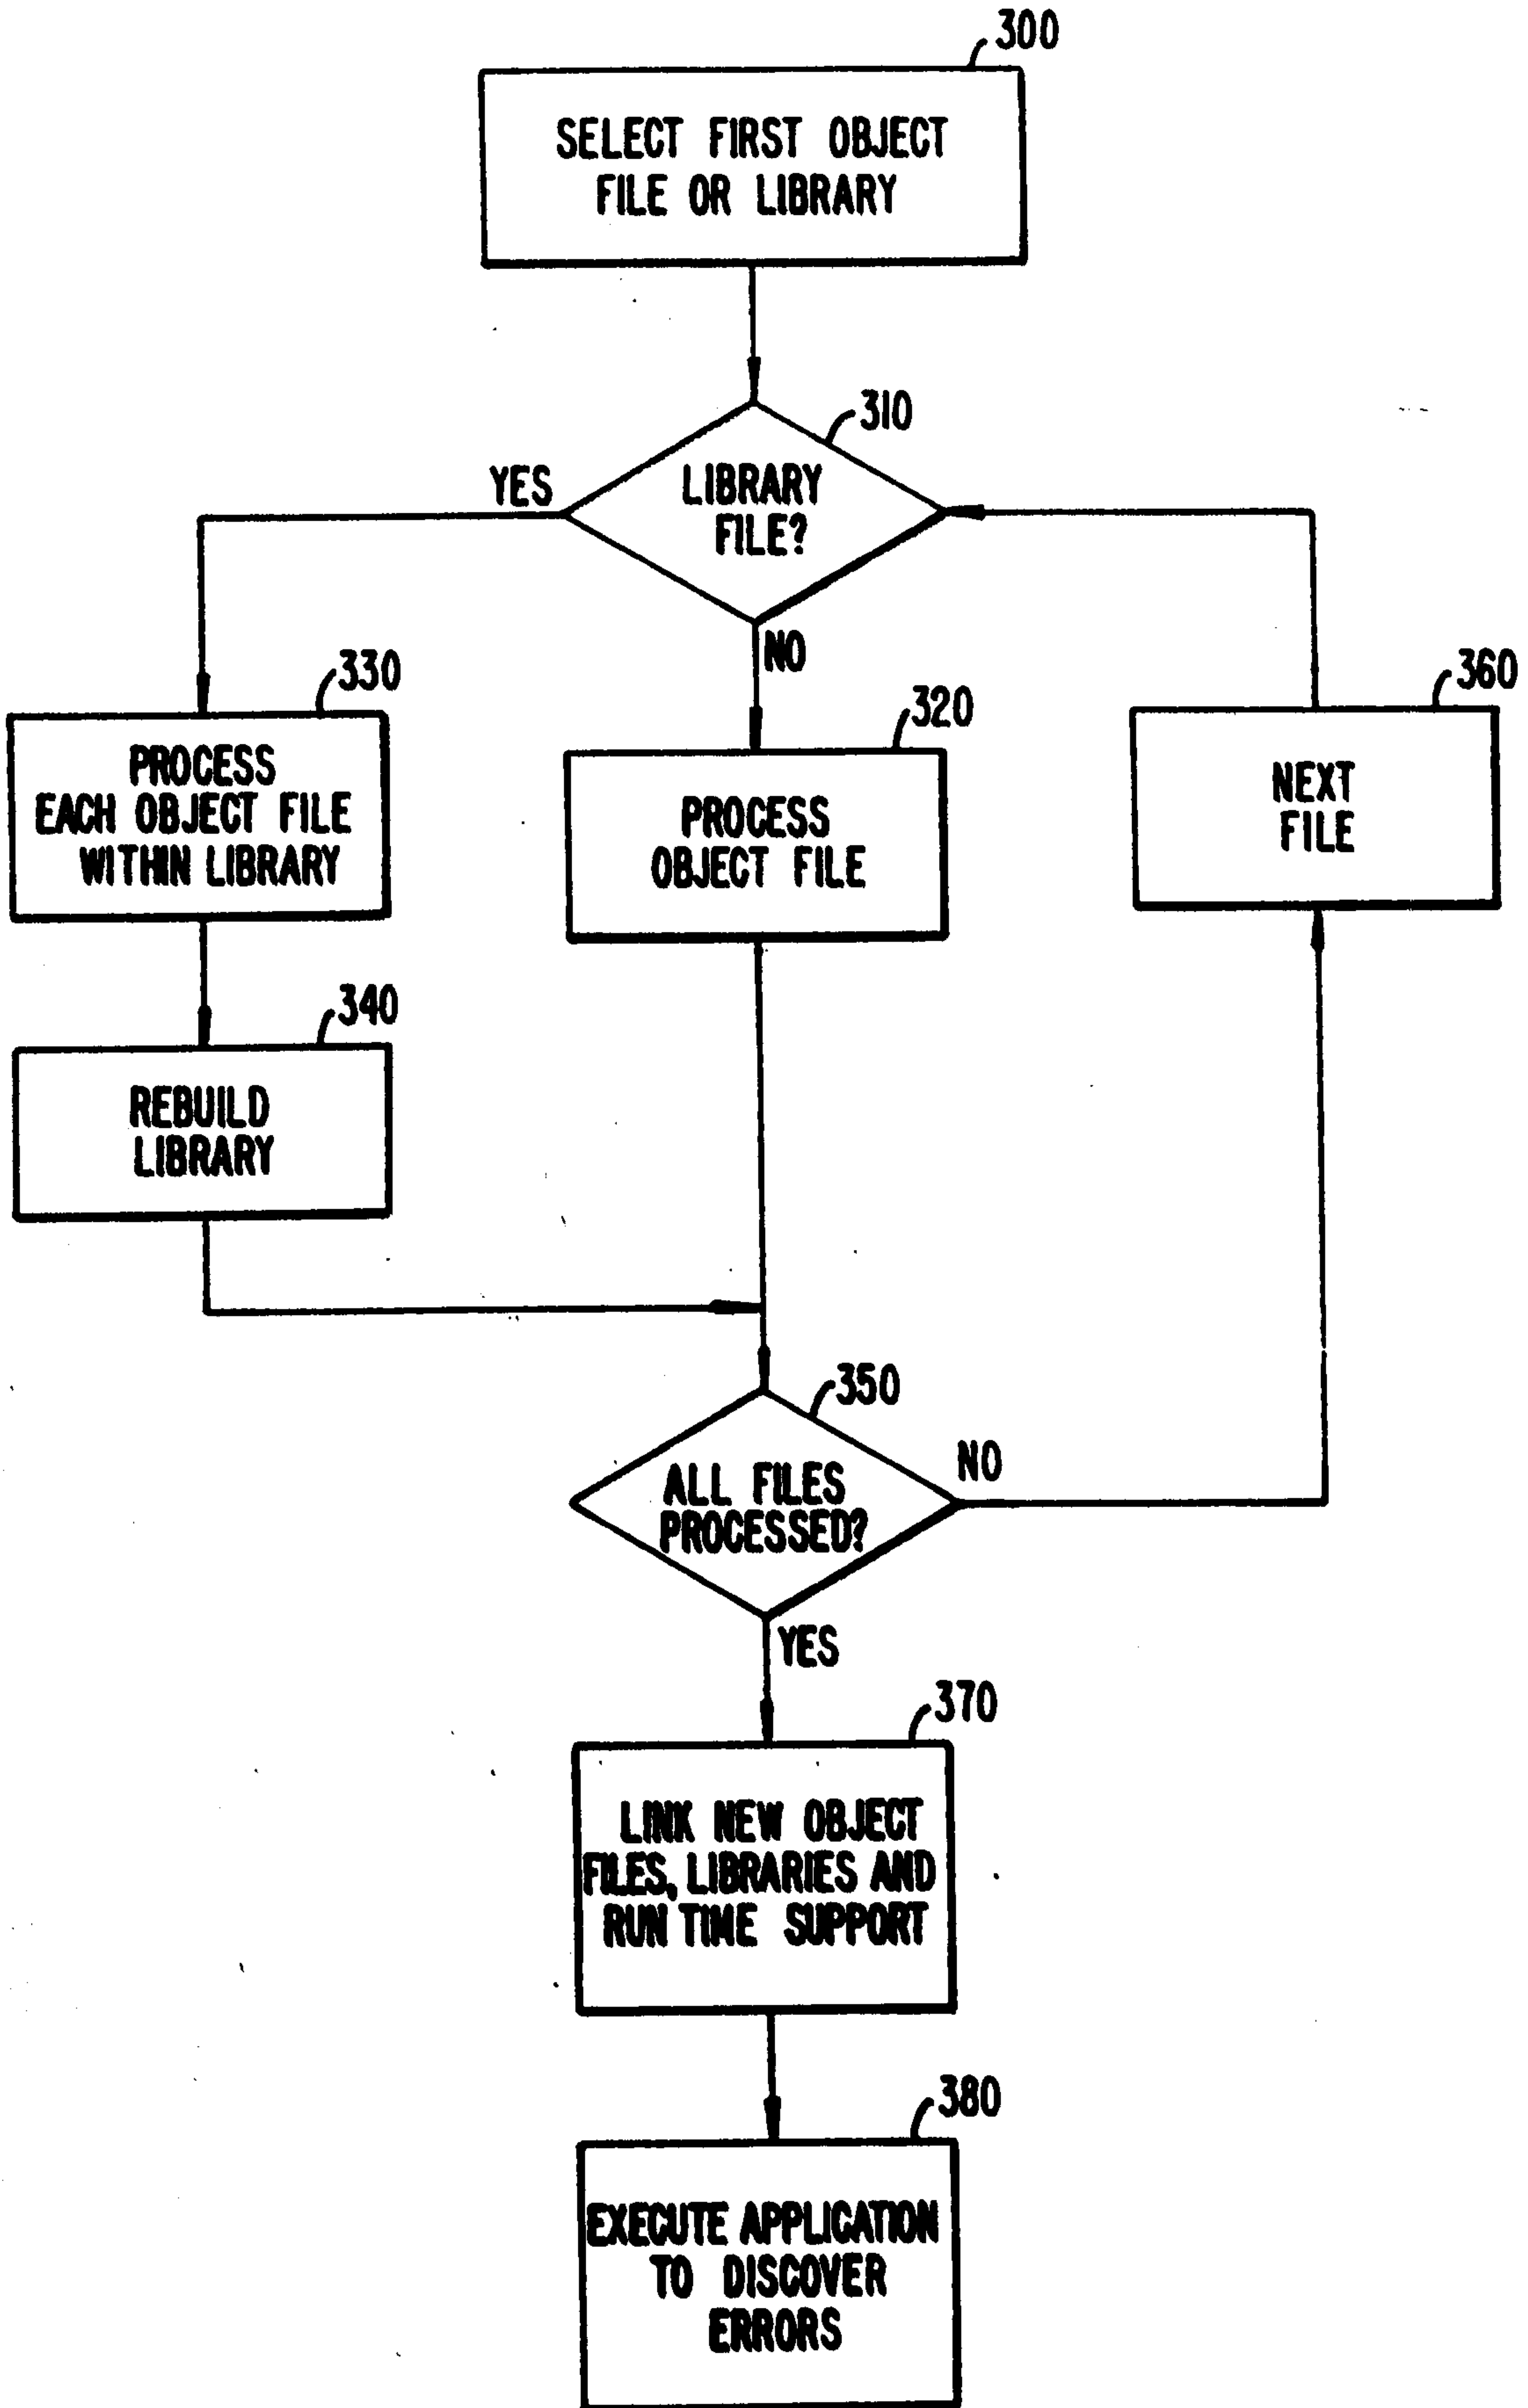 300
SELECT FIRST OBJECT
FILE OR LIBRARY
310
LIBRARY
FILE?
YES
NO
330
PROCESS
EACH OBJECT FILE
WITHIN LIBRARY
320
PROCESS
OBJECT FILE
360
NEXT
FILE
340
REBUILD
LIBRARY
350
ALL FILES
PROCESSED?
NO
YES
370
LINK NEW OBJECT
FILES, LIBRARIES AND
RUN TIME SUPPORT
380
EXECUTE APPLICATION
TO DISCOVER
ERRORS